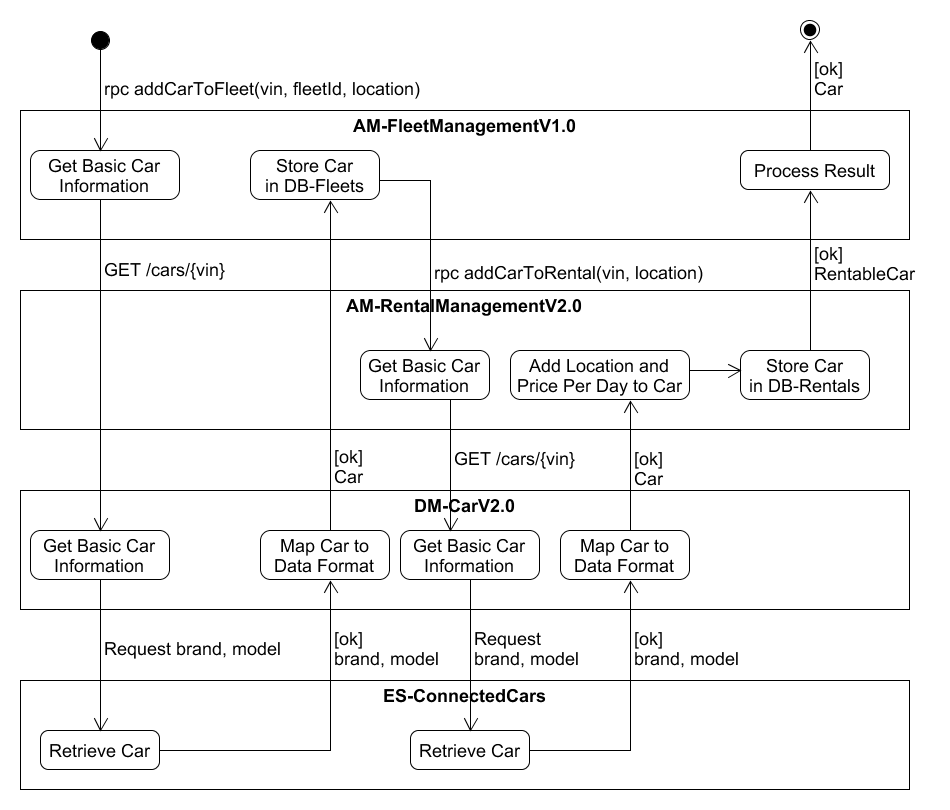 rpc addCarToFleet(vin, fleetId, location)
[ok]
Car
AM-FleetManagementV1.0
Get Basic Car
Information
Store Car
in DB-Fleets
Process Result
GET /cars/{vin}
rpc addCarToRental(vin, location)
[ok]
RentableCar
AM-RentalManagementV2.0
Get Basic Car
Information
Add Location and
Price Per Day to Car
Store Car
in DB-Rentals
[ok]
Car
GET /cars/{vin}
[ok]
Car
DM-CarV2.0
Get Basic Car
Information
Map Car to
Data Format
Get Basic Car
Information
Map Car to
Data Format
Request brand, model
[ok]
brand, model
Request
brand, model
[ok]
brand, model
ES-ConnectedCars
Retrieve Car
Retrieve Car